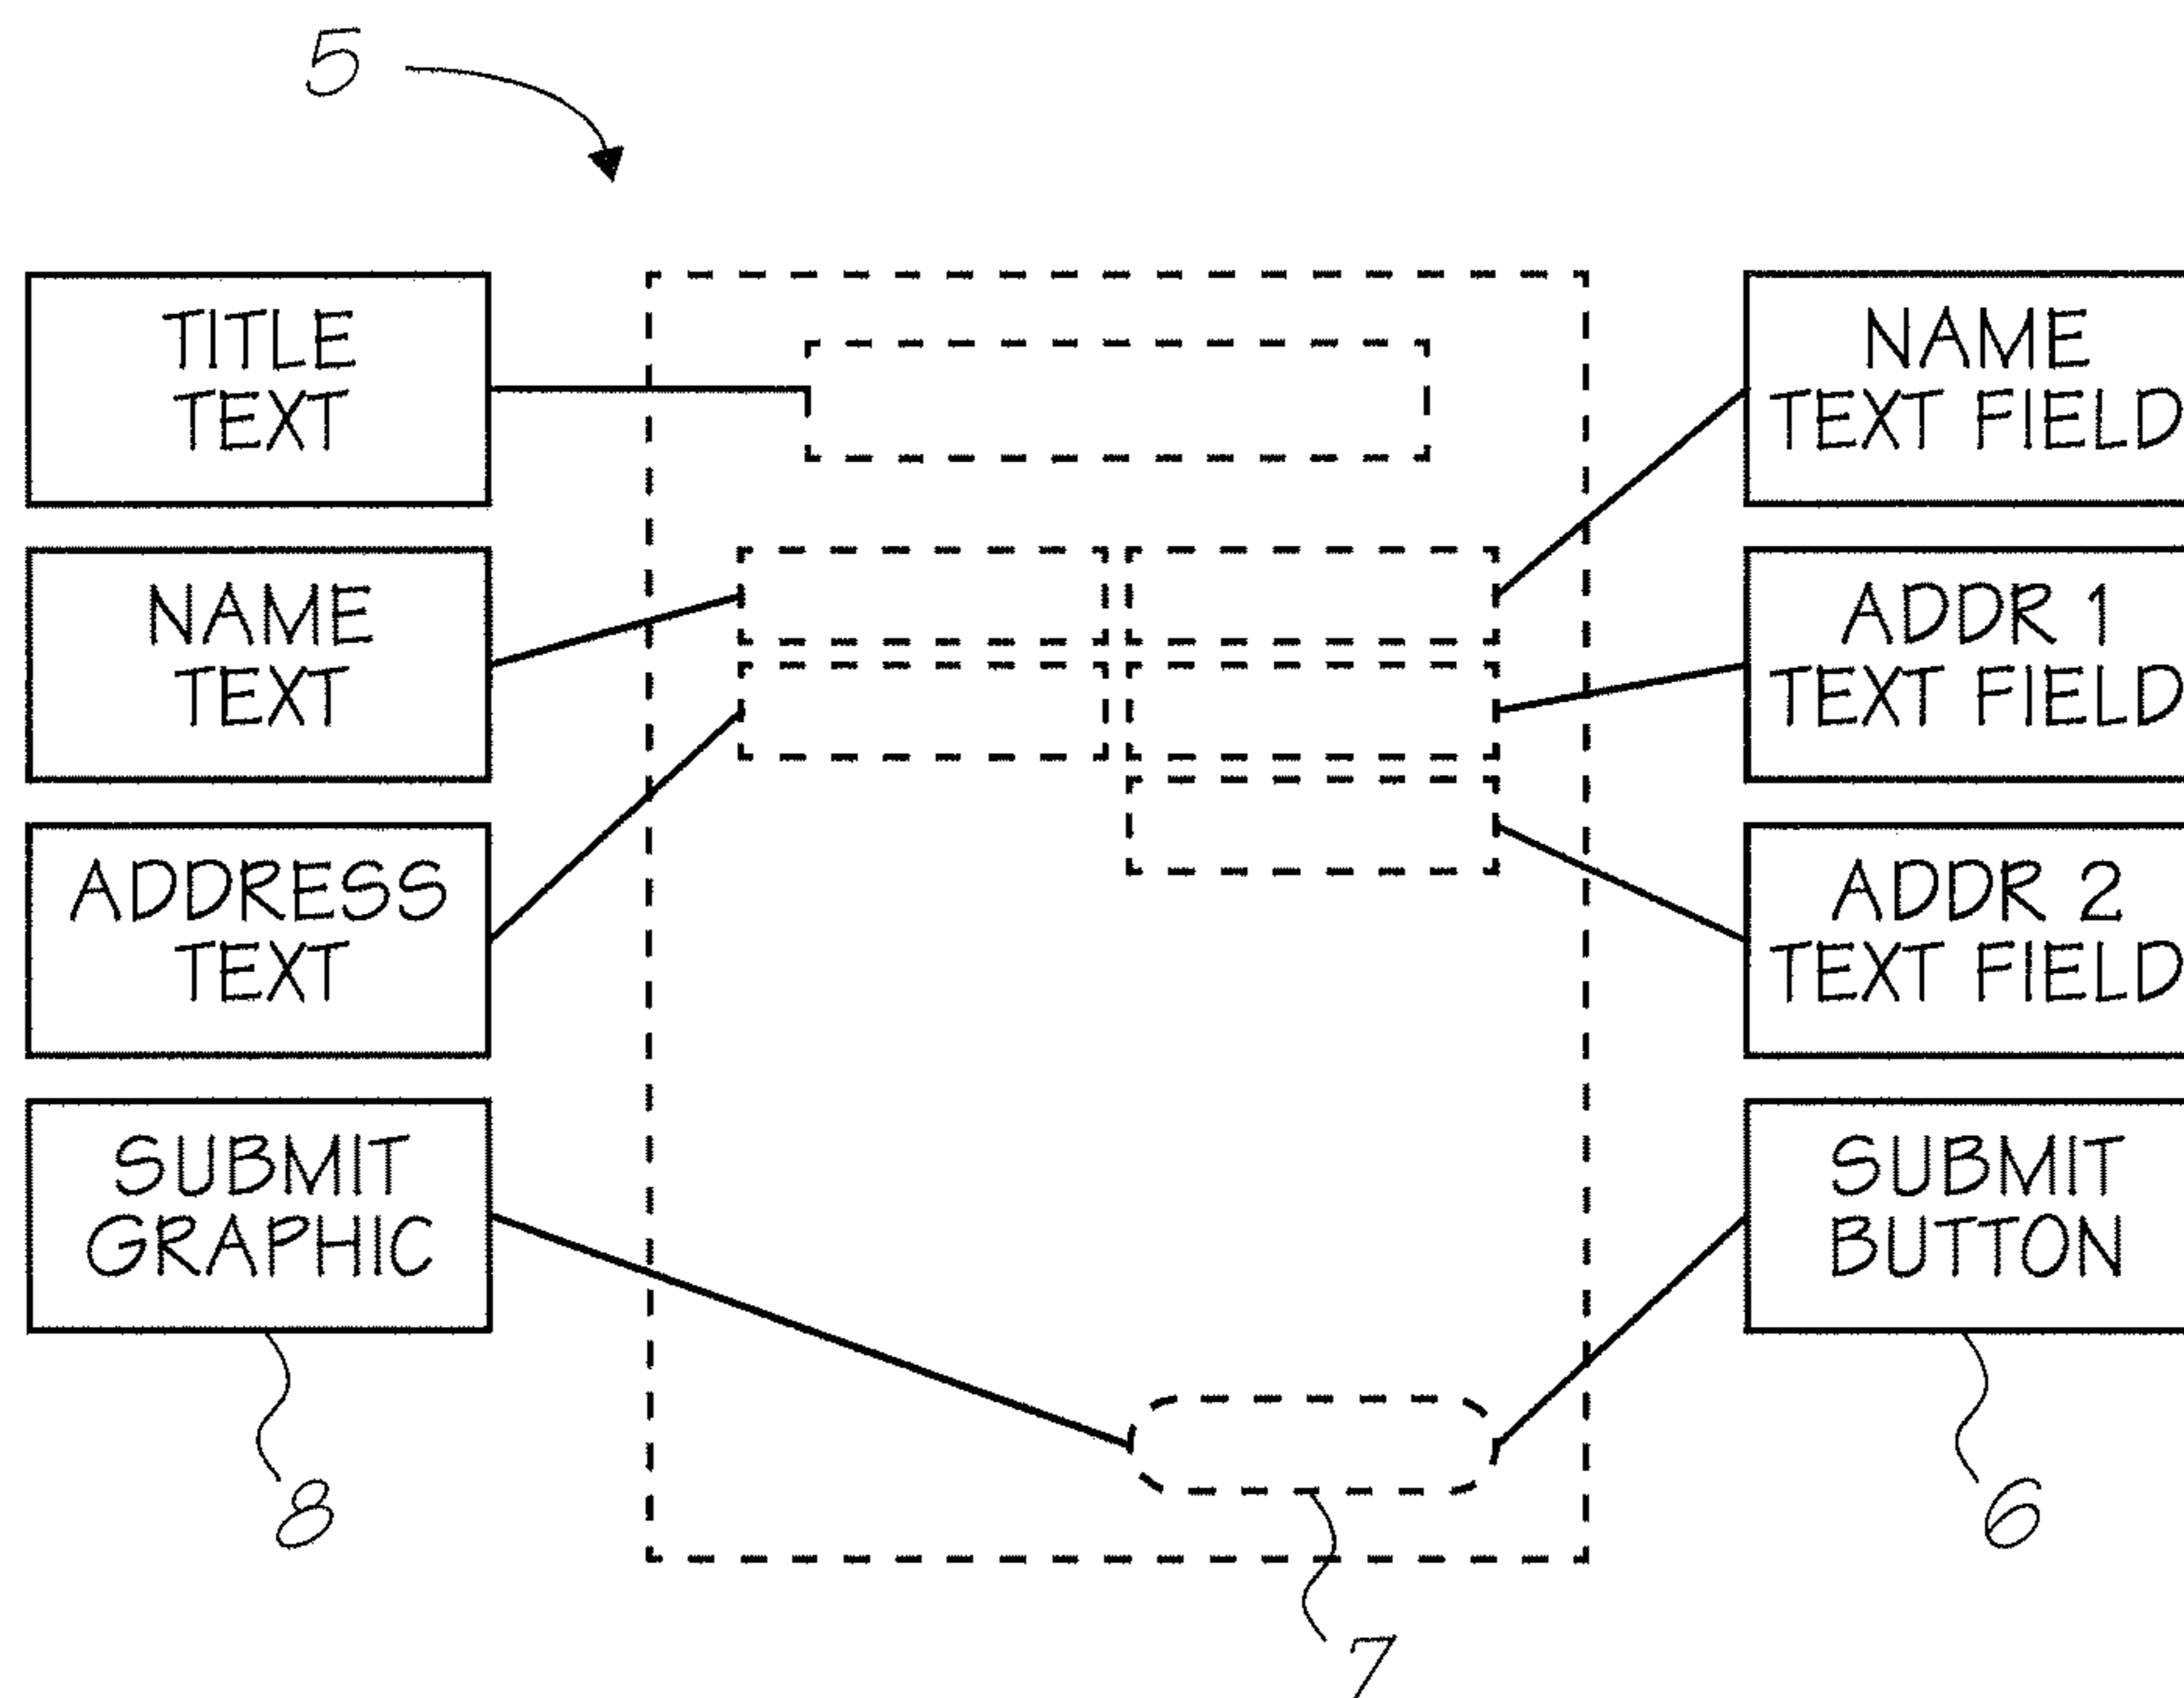 5
TITLE
TEXT
NAME
TEXT
ADDRESS
TEXT
SUBMIT
GRAPHIC
8
NAME
TEXT FIELD
ADDR 1
TEXT FIELD
ADDR 2
TEXT FIELD
SUBMIT
BUTTON
6
7